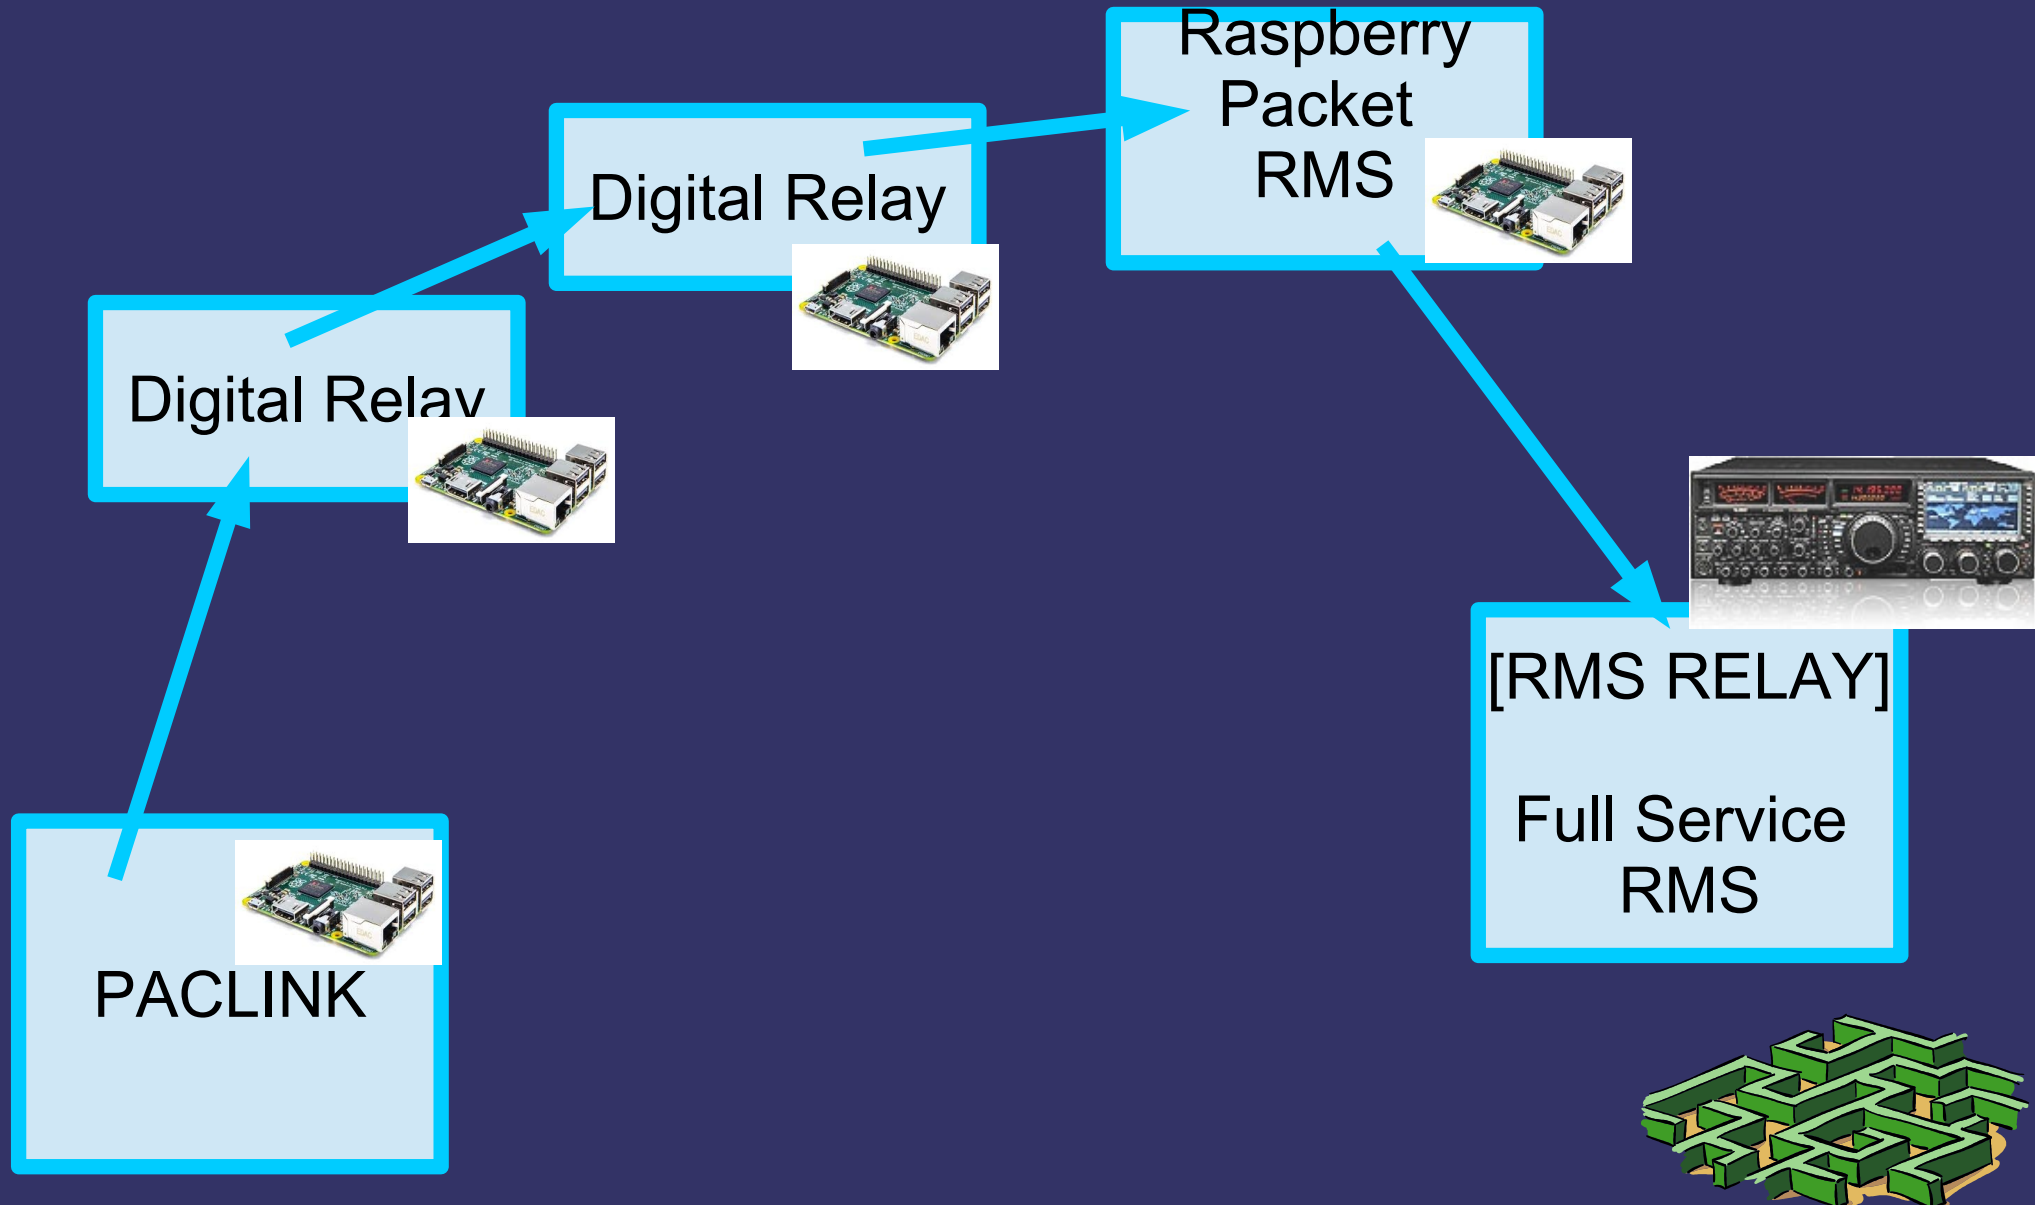 Raspberry
Packet
RMS
Digital Relay
Digital Relay
[RMS RELAY]
Full Service
RMS
PACLINK